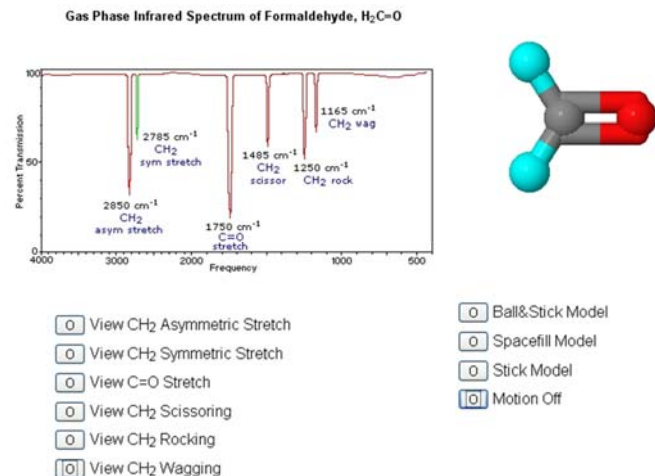 Gas Phase Infrared Spectrum of Formaldehyde, H₂C=O
100
50
0
Percent Transmission
2785 cm⁻¹
CH₂
sym stretch
2850 cm⁻¹
CH₂
asym stretch
1750 cm⁻¹
C=O
stretch
1485 cm⁻¹
CH₂
scissor
1250 cm⁻¹
CH₂ rock
1165 cm⁻¹
CH₂ wag
4000 3000 2000 1000 500
Frequency
O View CH₂ Asymmetric Stretch
O View CH₂ Symmetric Stretch
O View C=O Stretch
O View CH₂ Scissoring
O View CH₂ Rocking
O View CH₂ Wagging
O Ball&Stick Model
O Spacefill Model
O Stick Model
O Motion Off